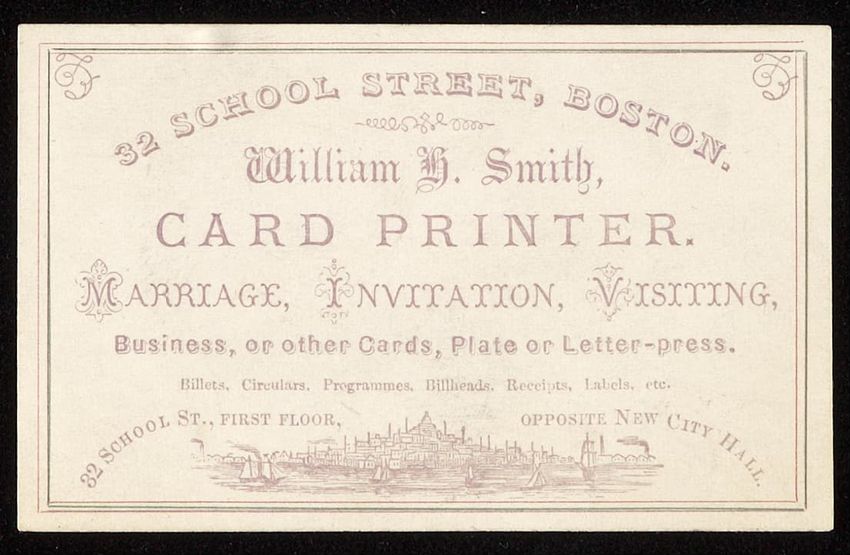 32 SCHOOL STREET, BOSTON.
William H. Smith,
CARD PRINTER.
MARRIAGE, INVITATION, VISITING,
Business, or other Cards, Plate or Letter-press.
Billets, Circulars, Programmes, Billheads, Receipts, Labels, etc.
32 SCHOOL ST., FIRST FLOOR, OPPOSITE NEW CITY HALL.